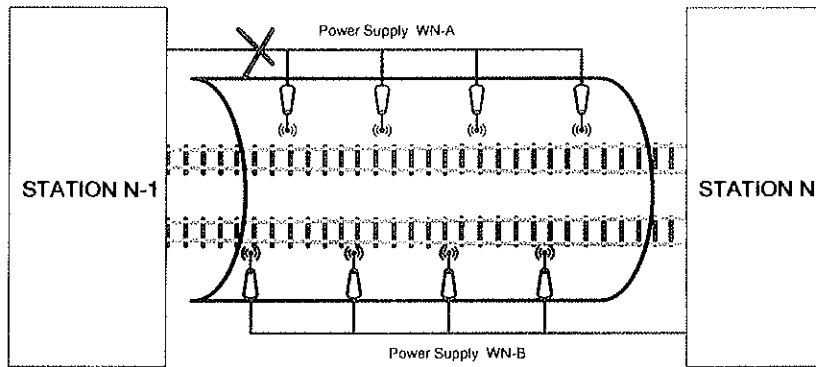 Power Supply WN-A
STATION N-1
STATION N
Power Supply WN-B